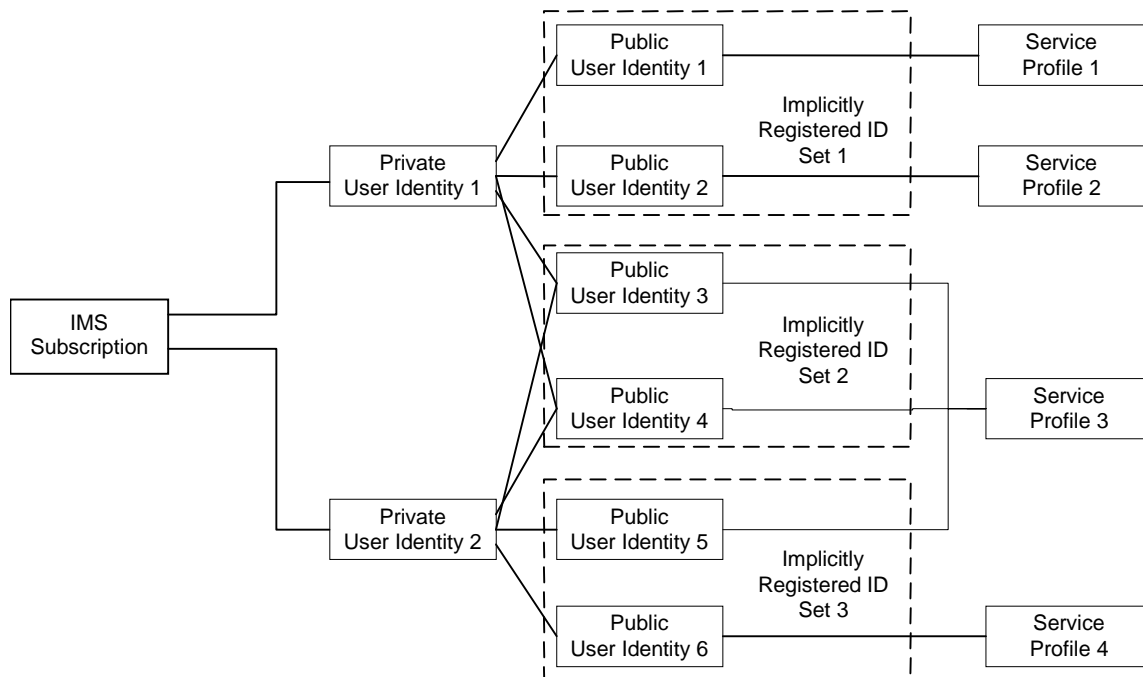 Public
User Identity 1
Service
Profile 1
Implicitly
Registered ID
Set 1
Private
User Identity 1
Public
User Identity 2
Service
Profile 2
Public
User Identity 3
IMS
Subscription
Implicitly
Registered ID
Set 2
Public
User Identity 4
Service
Profile 3
Private
User Identity 2
Public
User Identity 5
Implicitly
Registered ID
Set 3
Public
User Identity 6
Service
Profile 4